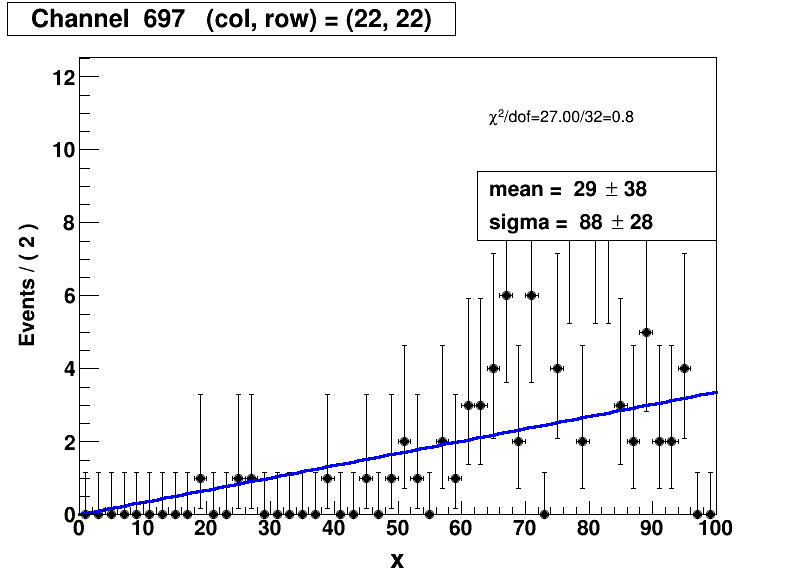 Channel 697 (col, row) = (22, 22)
χ²/dof=27.00/32=0.8
mean = 29 ± 38
sigma = 88 ± 28
Events / ( 2 )
12
10
8
6
4
2
0
0 10 20 30 40 50 60 70 80 90 100
x